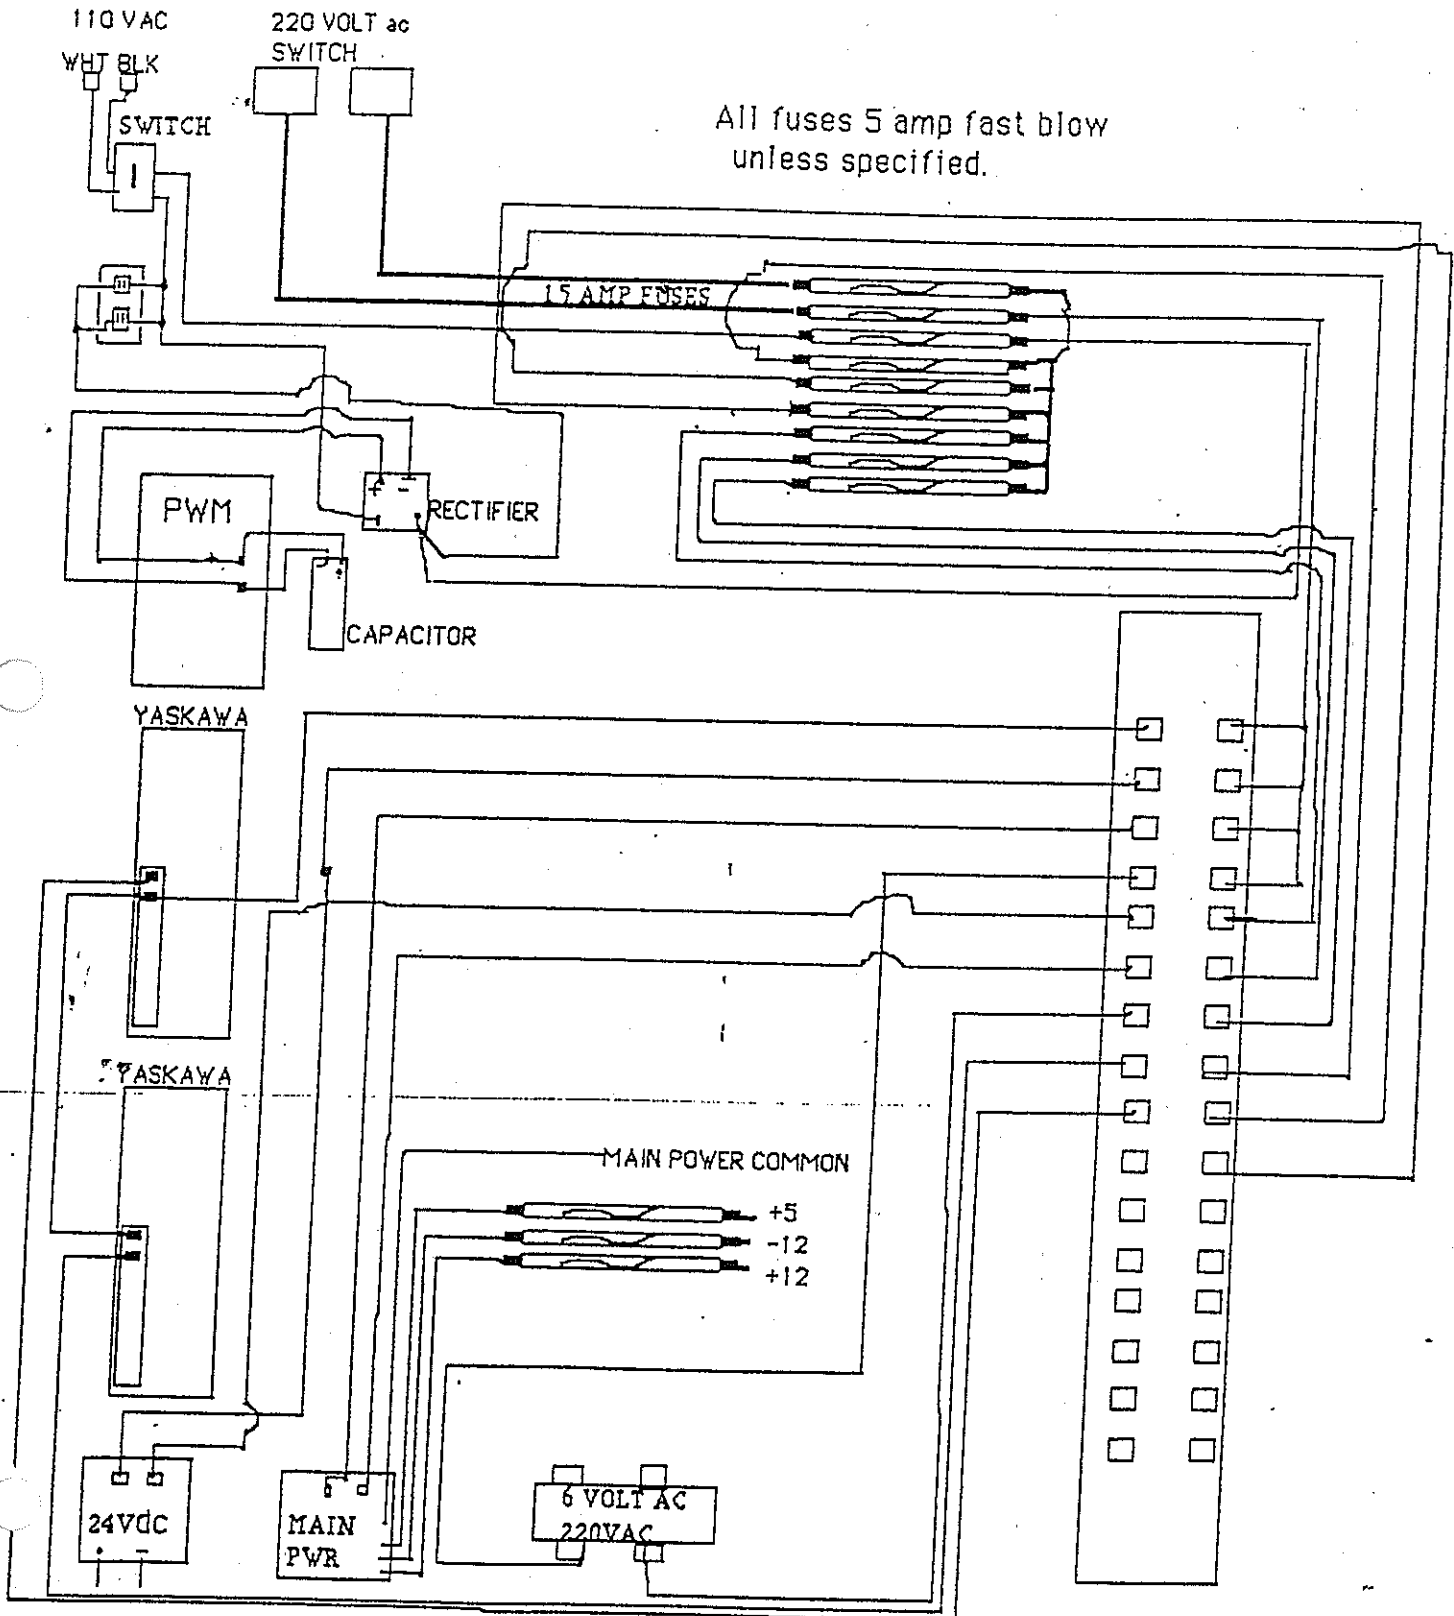 110 VAC
220 VOLT ac
SWITCH
WHT BLK
SWITCH
All fuses 5 amp fast blow
unless specified.
15 AMP FUSES
+ -
PWM
RECTIFIER
+
+
CAPACITOR
YASKAWA
YASKAWA
MAIN POWER COMMON
+5
-12
+12
6 VOLT AC
220VAC
24VDC
MAIN
PWR